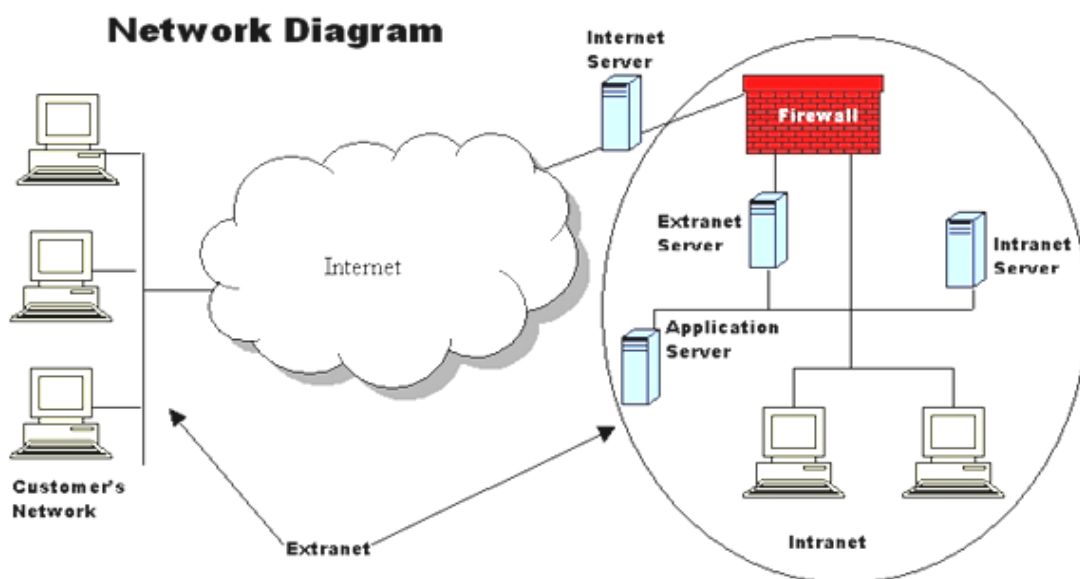 Network Diagram
Internet
Server
Firewall
Extranet
Server
Intranet
Server
Internet
Application
Server
Customer's
Network
Extranet
Intranet